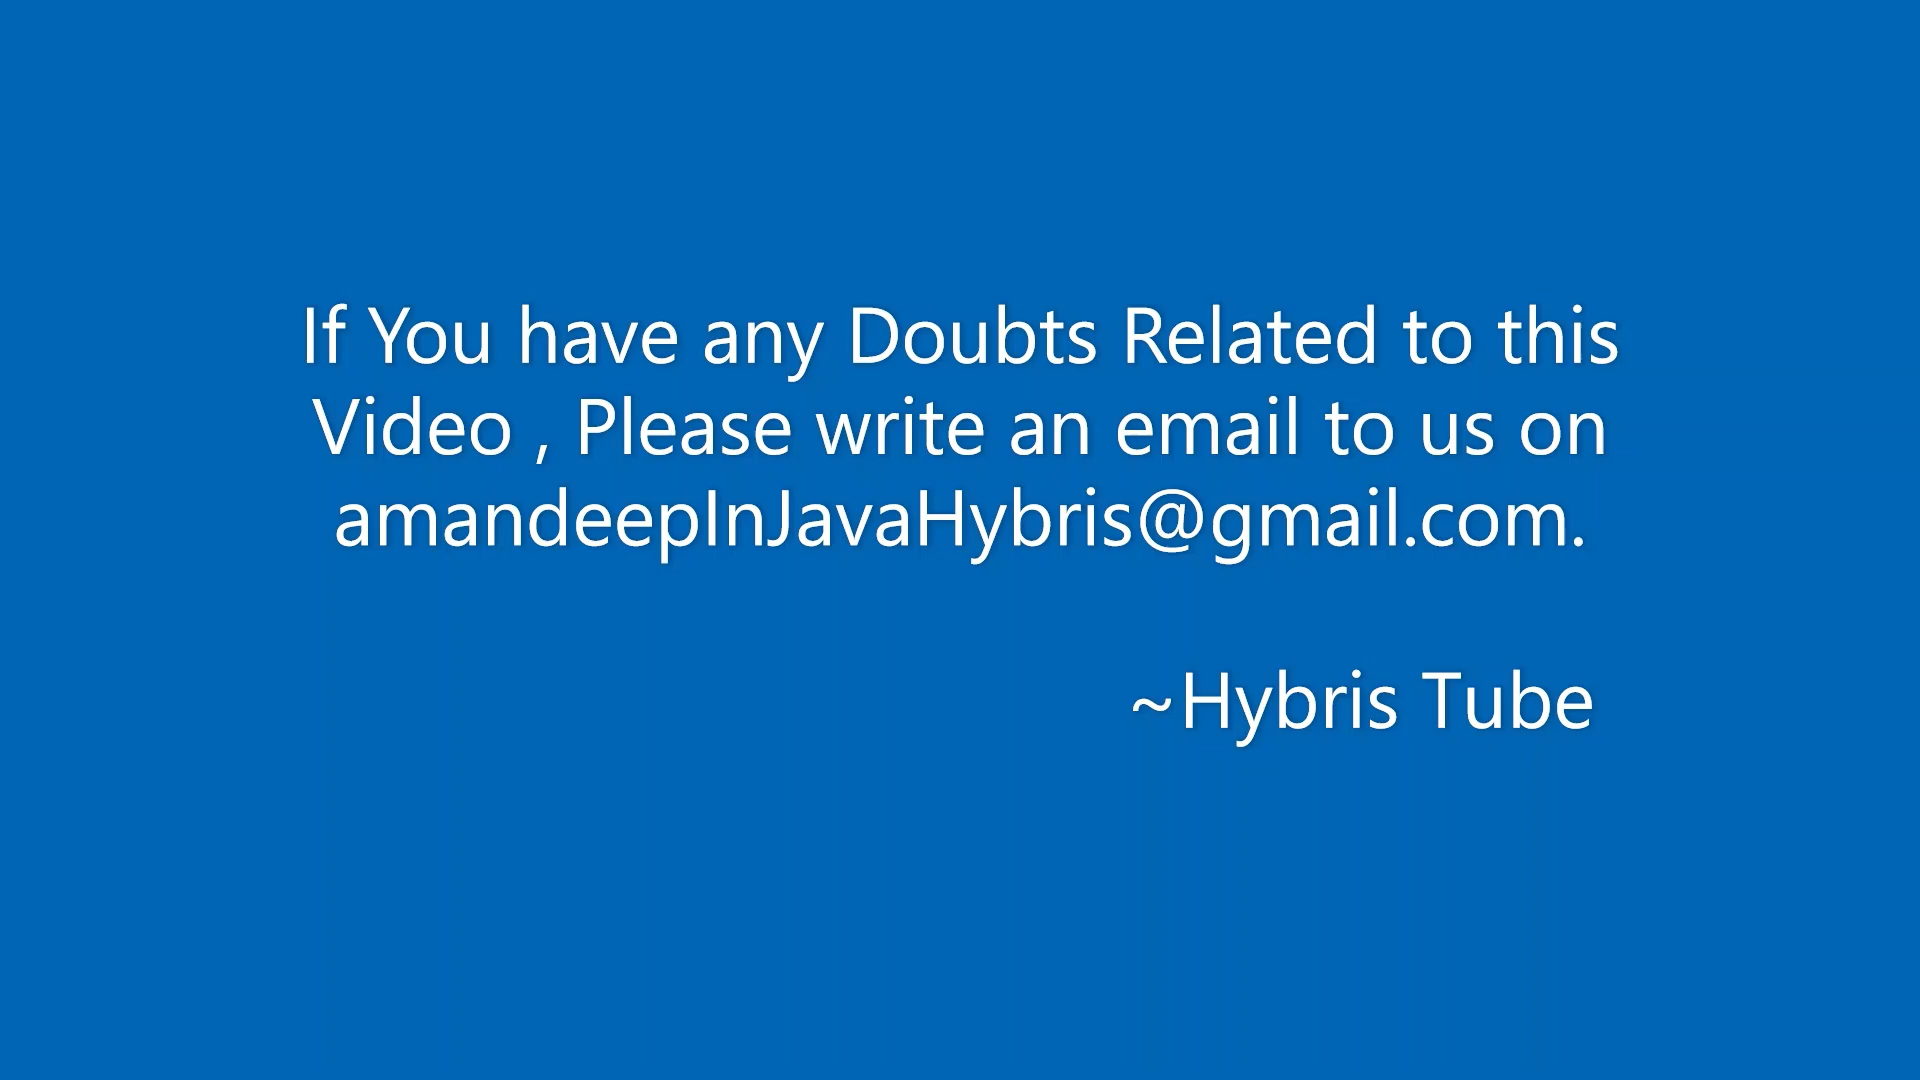 If You have any Doubts Related to this
Video , Please write an email to us on
amandeepInJavaHybris@gmail.com.
~Hybris Tube